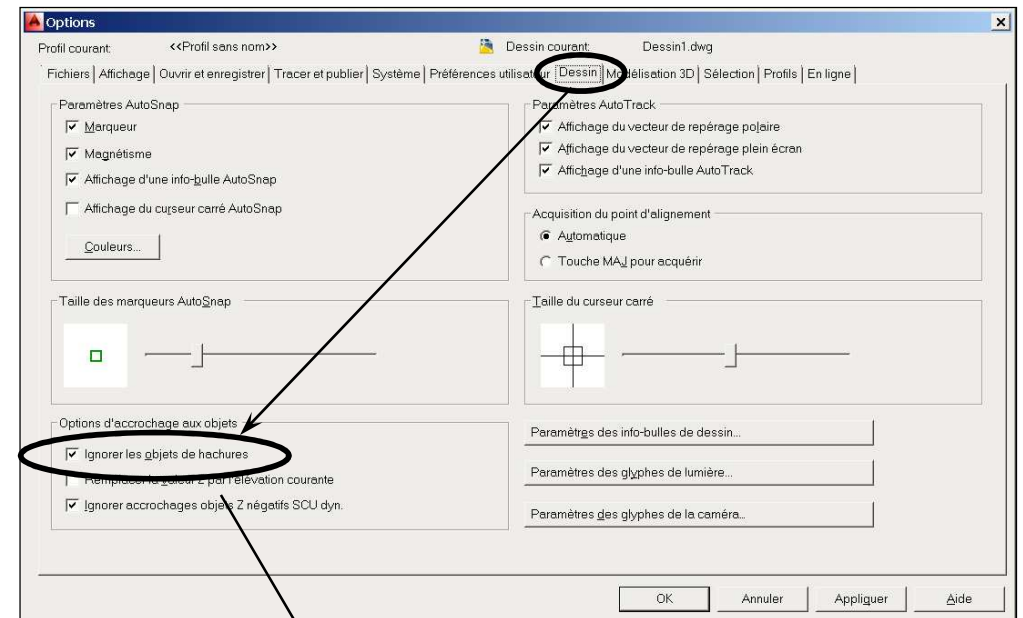 Options
Profil courant: <<Profil sans nom>> Dessin courant: Dessin1.dwg
Fichiers Affichage Ouvrir et enregistrer Tracer et publier Système Préférences utilisateur Dessin Modélisation 3D Sélection Profils En ligne
Paramètres AutoSnap
Marqueur
Magnétisme
Affichage d'une info-bulle AutoSnap
Affichage du curseur carré AutoSnap
Couleurs...
Paramètres AutoTrack
Affichage du vecteur de repérage polaire
Affichage du vecteur de repérage plein écran
Affichage d'une info-bulle AutoTrack
Acquisition du point d'alignement
Automatique
Touche MAJ pour acquérir
Taille des marqueurs AutoSnap
Taille du curseur carré
Options d'accrochage aux objets
Ignorer les objets de hachures
Remplacer la valeur Z par l'élévation courante
Ignorer accrochages objets Z négatifs SCU dyn.
Paramètres des info-bulles de dessin...
Paramètres des glyphes de lumière...
Paramètres des glyphes de la caméra...
OK Annuler Appliquer Aide